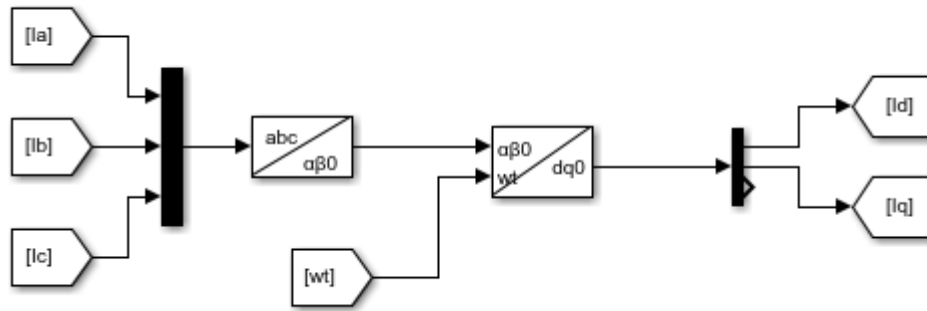 [Ia]
[Ib]
[Ic]
abc
αβ0
[wt]
αβ0
wt
dq0
[Id]
[Iq]